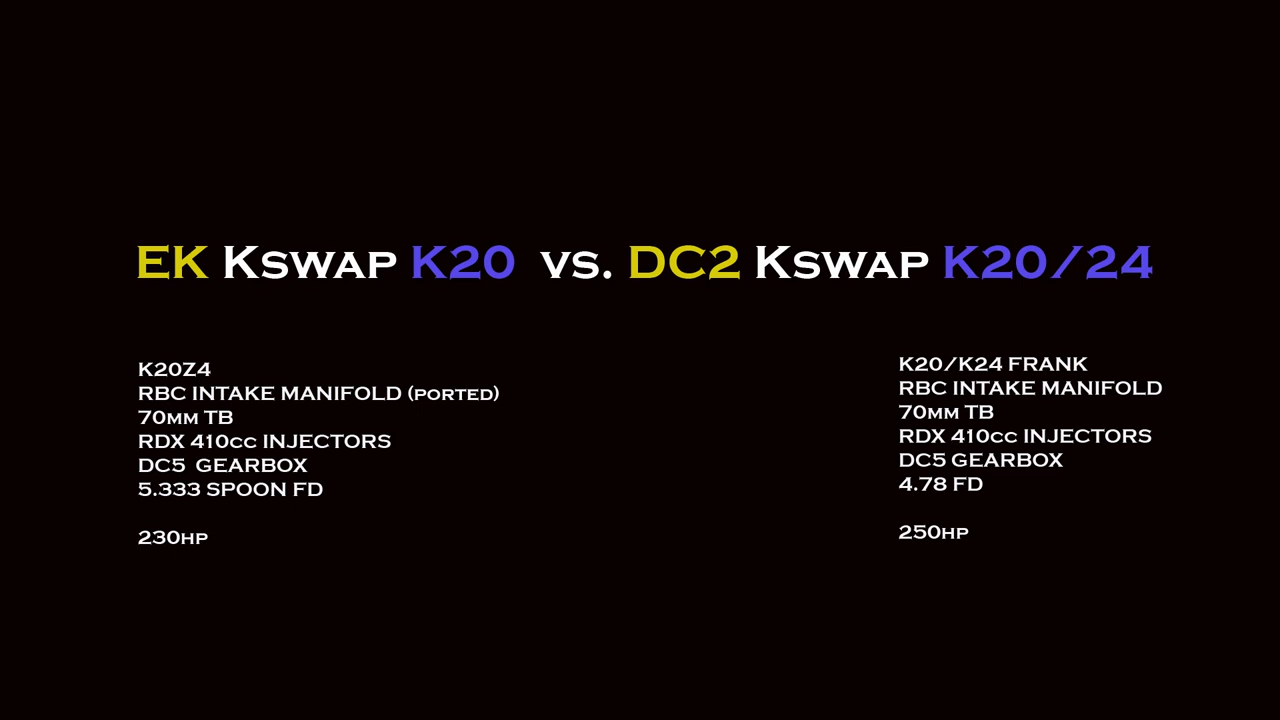 EK Kswap K20 vs. DC2 Kswap K20/24
K20Z4
RBC INTAKE MANIFOLD (PORTED)
70MM TB
RDX 410CC INJECTORS
DC5 GEARBOX
5.333 SPOON FD
230HP
K20/K24 FRANK
RBC INTAKE MANIFOLD
70MM TB
RDX 410CC INJECTORS
DC5 GEARBOX
4.78 FD
250HP